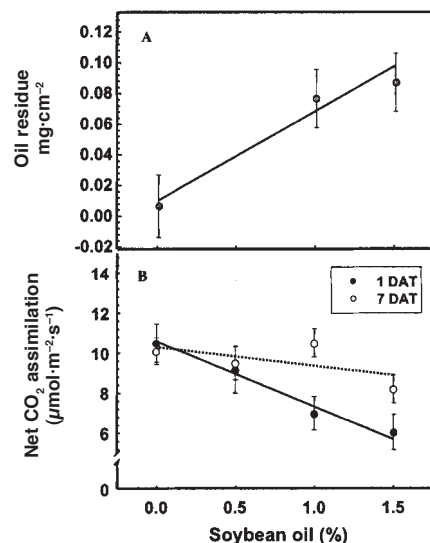 A
Oil residue
mg·cm⁻²
0.12
0.10
0.08
0.06
0.04
0.02
0.00
-0.02
B
1 DAT
7 DAT
Net CO₂ assimilation
(µmol·m⁻²·s⁻¹)
14
12
10
8
6
0
0.0 0.5 1.0 1.5
Soybean oil (%)